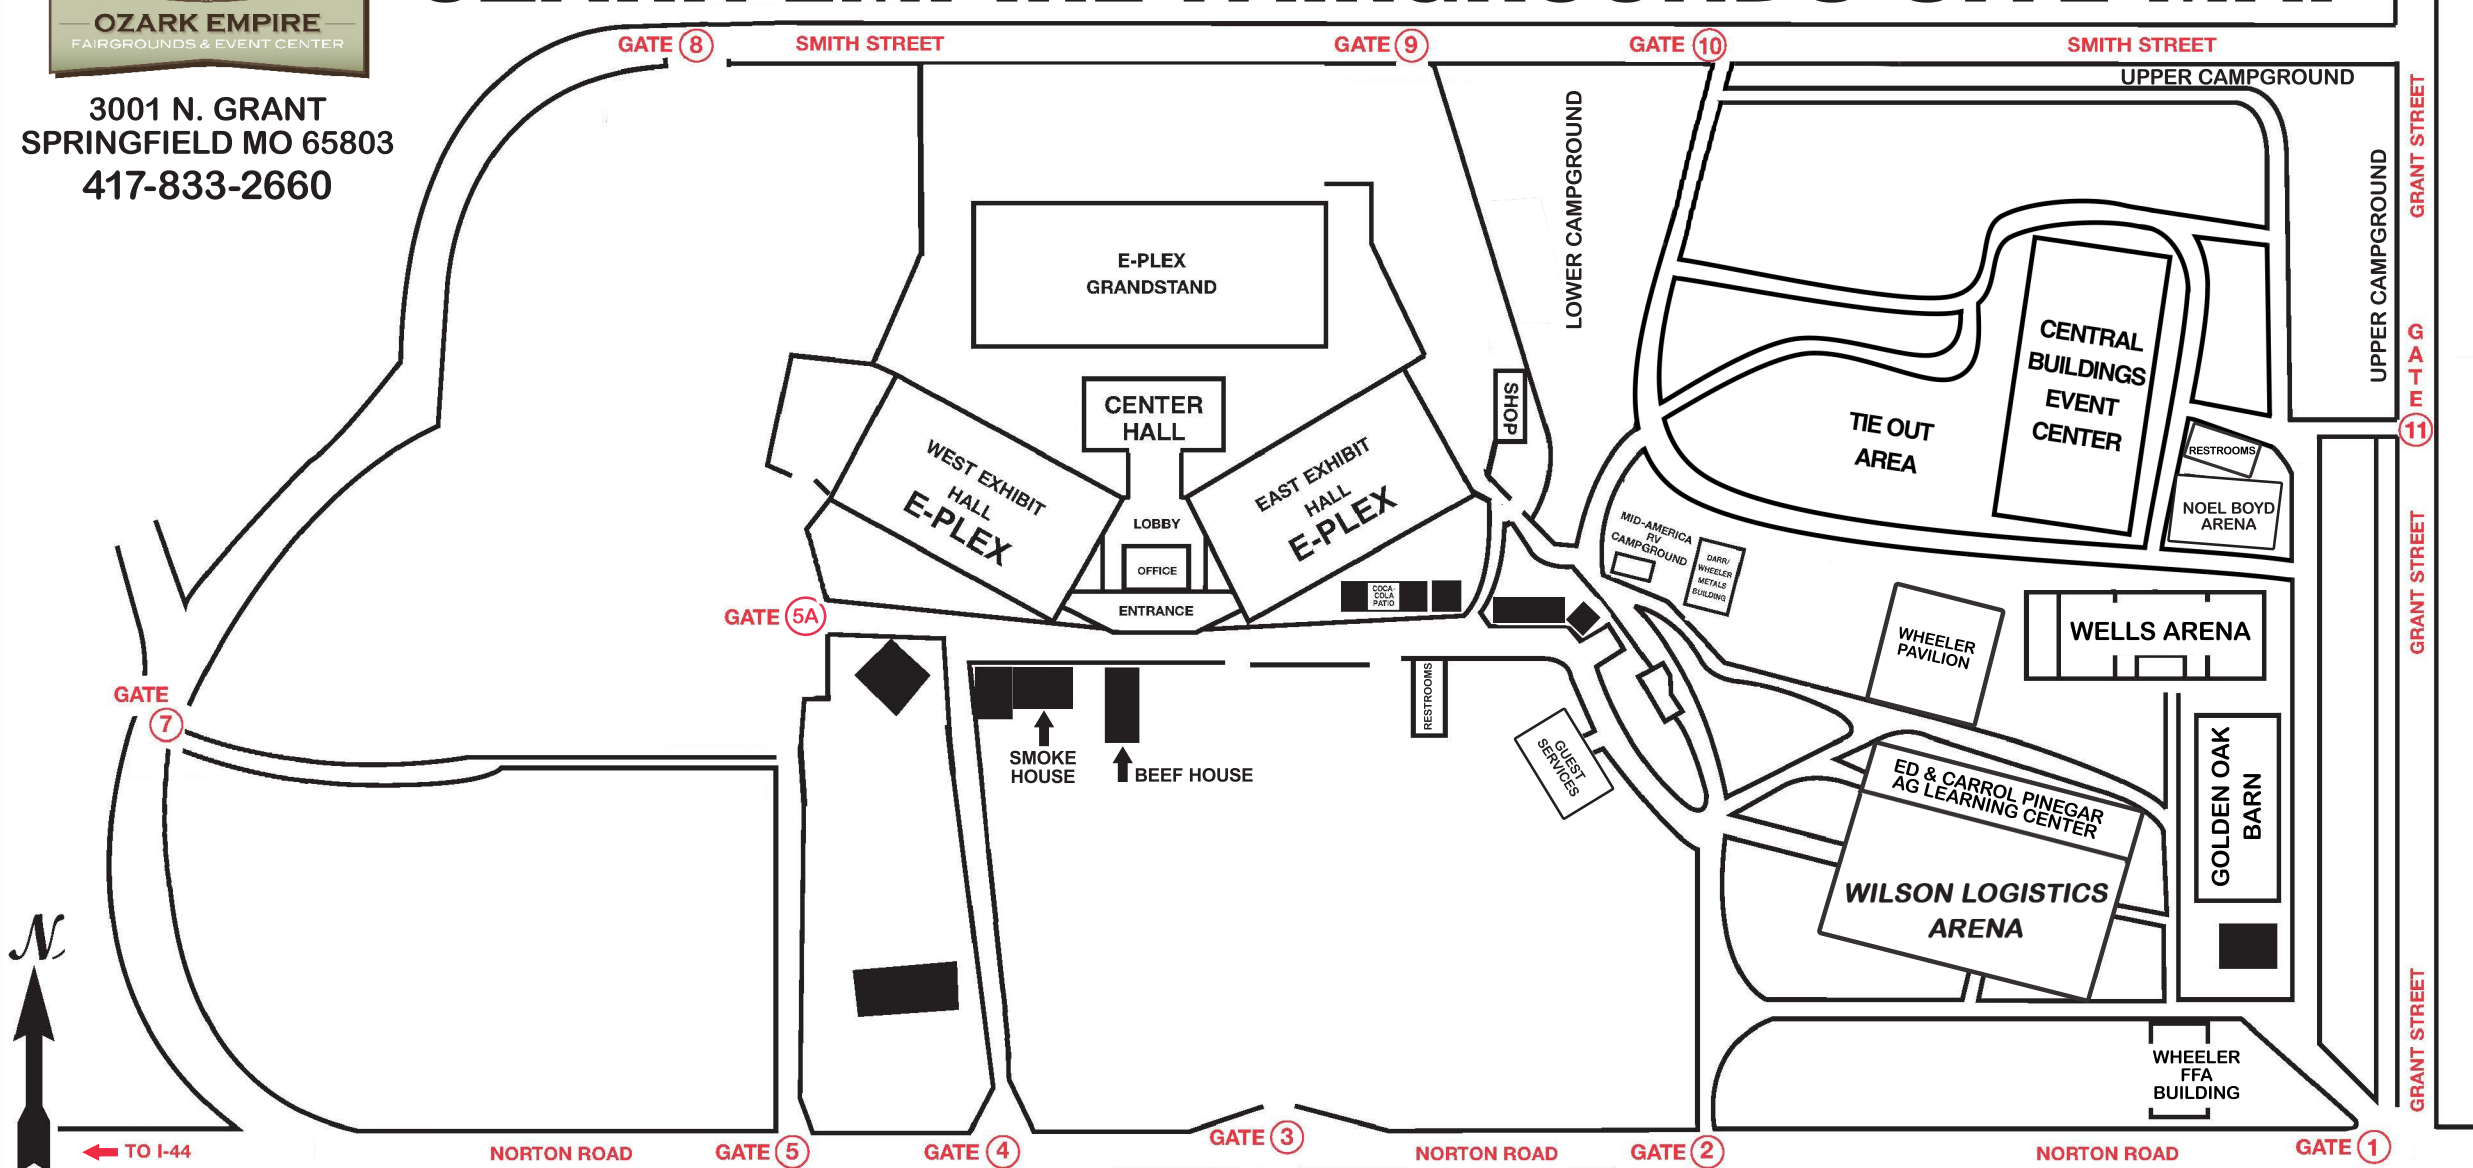 OZARK EMPIRE FAIRGROUNDS SITE MAP
OZARK EMPIRE
FAIRGROUNDS & EVENT CENTER
3001 N. GRANT
SPRINGFIELD MO 65803
417-833-2660
GATE 8
SMITH STREET
GATE 9
GATE 10
SMITH STREET
UPPER CAMPGROUND
GRANT STREET
LOWER CAMPGROUND
UPPER CAMPGROUND
E-PLEX
GRANDSTAND
CENTER
HALL
WEST EXHIBIT
HALL
E-PLEX
EAST EXHIBIT
HALL
E-PLEX
LOBBY
OFFICE
ENTRANCE
SHOP
COCA-
COLA
PATIO
TIE OUT
AREA
CENTRAL
BUILDINGS
EVENT
CENTER
GATE
11
RESTROOMS
NOEL BOYD
ARENA
GRANT STREET
MID-AMERICA
RV
CAMPGROUND
DARR/
WHEELER
METALS
BUILDING
WHEELER
PAVILION
WELLS ARENA
GATE 5A
GATE
7
SMOKE
HOUSE
BEEF HOUSE
RESTROOMS
GUEST
SERVICES
ED & CARROL PINEGAR
AG LEARNING CENTER
WILSON LOGISTICS
ARENA
GOLDEN OAK
BARN
GRANT STREET
WHEELER
FFA
BUILDING
N
TO I-44
NORTON ROAD
GATE 5
GATE 4
GATE 3
NORTON ROAD
GATE 2
NORTON ROAD
GATE 1